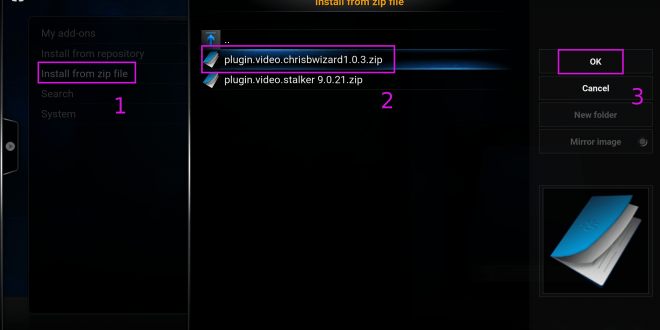 Install from zip file
My add-ons
Install from repository
Install from zip file
Search
System
1
..
plugin.video.chrisbwizard1.0.3.zip
plugin.video.stalker 9.0.21.zip
2
OK
Cancel
3
New folder
Mirror image